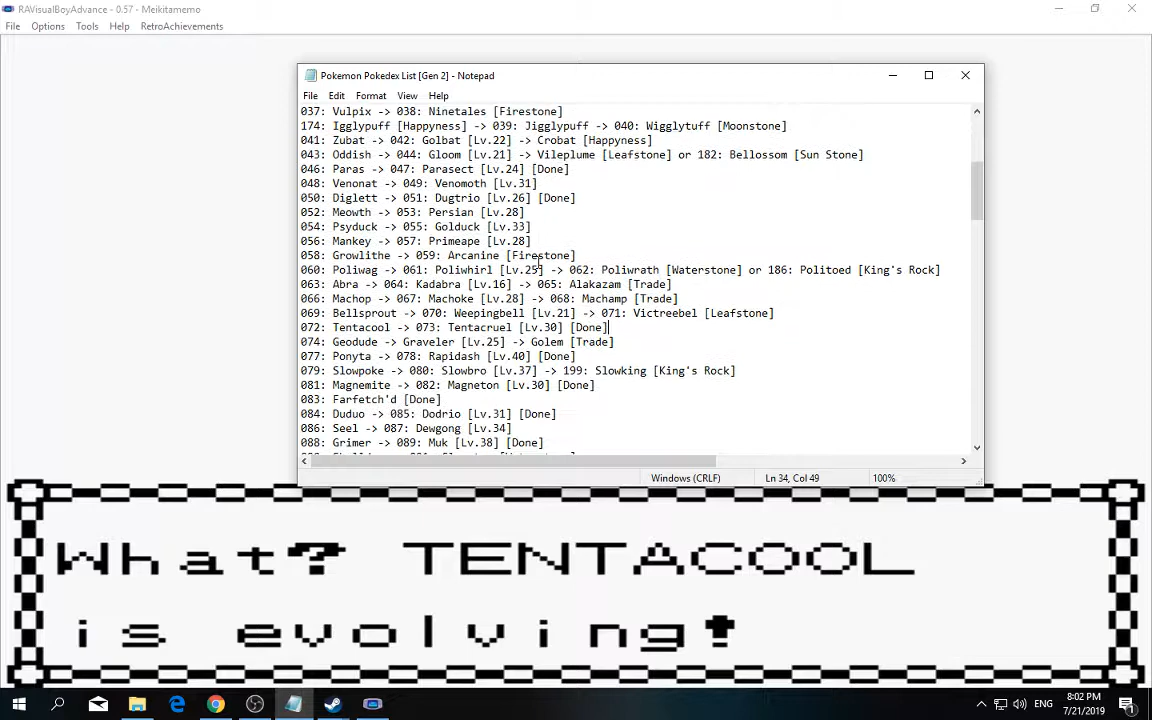 RAVisualBoyAdvance - 0.57 - Meikitamemo
File Options Tools Help RetroAchievements
Pokemon Pokedex List [Gen 2] - Notepad
File Edit Format View Help
037: Vulpix -> 038: Ninetales [Firestone]
174: Igglypuff [Happyness] -> 039: Jigglypuff -> 040: Wigglytuff [Moonstone]
041: Zubat -> 042: Golbat [Lv.22] -> Crobat [Happyness]
043: Oddish -> 044: Gloom [Lv.21] -> Vileplume [Leafstone] or 182: Bellossom [Sun Stone]
046: Paras -> 047: Parasect [Lv.24] [Done]
048: Venonat -> 049: Venomoth [Lv.31]
050: Diglett -> 051: Dugtrio [Lv.26] [Done]
052: Meowth -> 053: Persian [Lv.28]
054: Psyduck -> 055: Golduck [Lv.33]
056: Mankey -> 057: Primeape [Lv.28]
058: Growlithe -> 059: Arcanine [Firestone]
060: Poliwag -> 061: Poliwhirl [Lv.25] -> 062: Poliwrath [Waterstone] or 186: Politoed [King's Rock]
063: Abra -> 064: Kadabra [Lv.16] -> 065: Alakazam [Trade]
066: Machop -> 067: Machoke [Lv.28] -> 068: Machamp [Trade]
069: Bellsprout -> 070: Weepingbell [Lv.21] -> 071: Victreebel [Leafstone]
072: Tentacool -> 073: Tentacruel [Lv.30] [Done]
074: Geodude -> Graveler [Lv.25] -> Golem [Trade]
077: Ponyta -> 078: Rapidash [Lv.40] [Done]
079: Slowpoke -> 080: Slowbro [Lv.37] -> 199: Slowking [King's Rock]
081: Magnemite -> 082: Magneton [Lv.30] [Done]
083: Farfetch'd [Done]
084: Duduo -> 085: Dodrio [Lv.31] [Done]
086: Seel -> 087: Dewgong [Lv.34]
088: Grimer -> 089: Muk [Lv.38] [Done]
Windows (CRLF) Ln 34, Col 49 100%
What? TENTACOOL
is evolving!
ENG
8:02 PM
7/21/2019
1